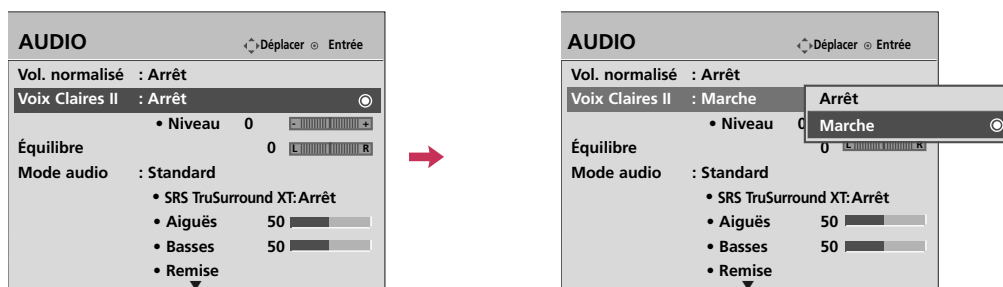 AUDIO
Déplacer Entrée
Vol. normalisé : Arrêt
Voix Claires II : Arrêt
• Niveau 0 - +
Équilibre 0 L R
Mode audio : Standard
• SRS TruSurround XT: Arrêt
• Aiguës 50
• Basses 50
• Remise
AUDIO
Déplacer Entrée
Vol. normalisé : Arrêt
Voix Claires II : Marche
Arrêt
Marche
• Niveau 0
Équilibre 0 L R
Mode audio : Standard
• SRS TruSurround XT: Arrêt
• Aiguës 50
• Basses 50
• Remise